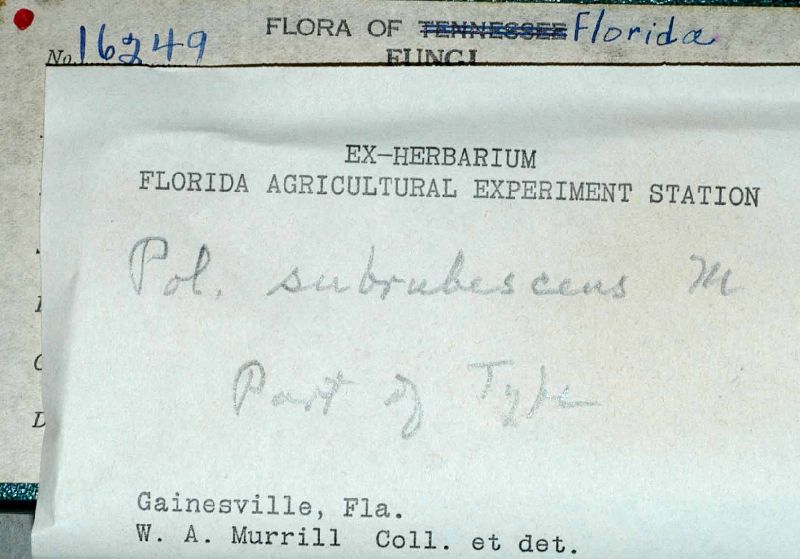 FLORA OF TENNESSEE Florida
No. 16249
FUNGI
EX-HERBARIUM
FLORIDA AGRICULTURAL EXPERIMENT STATION
Pol. subrubescens M
Part of Type
Gainesville, Fla.
W. A. Murrill Coll. et det.